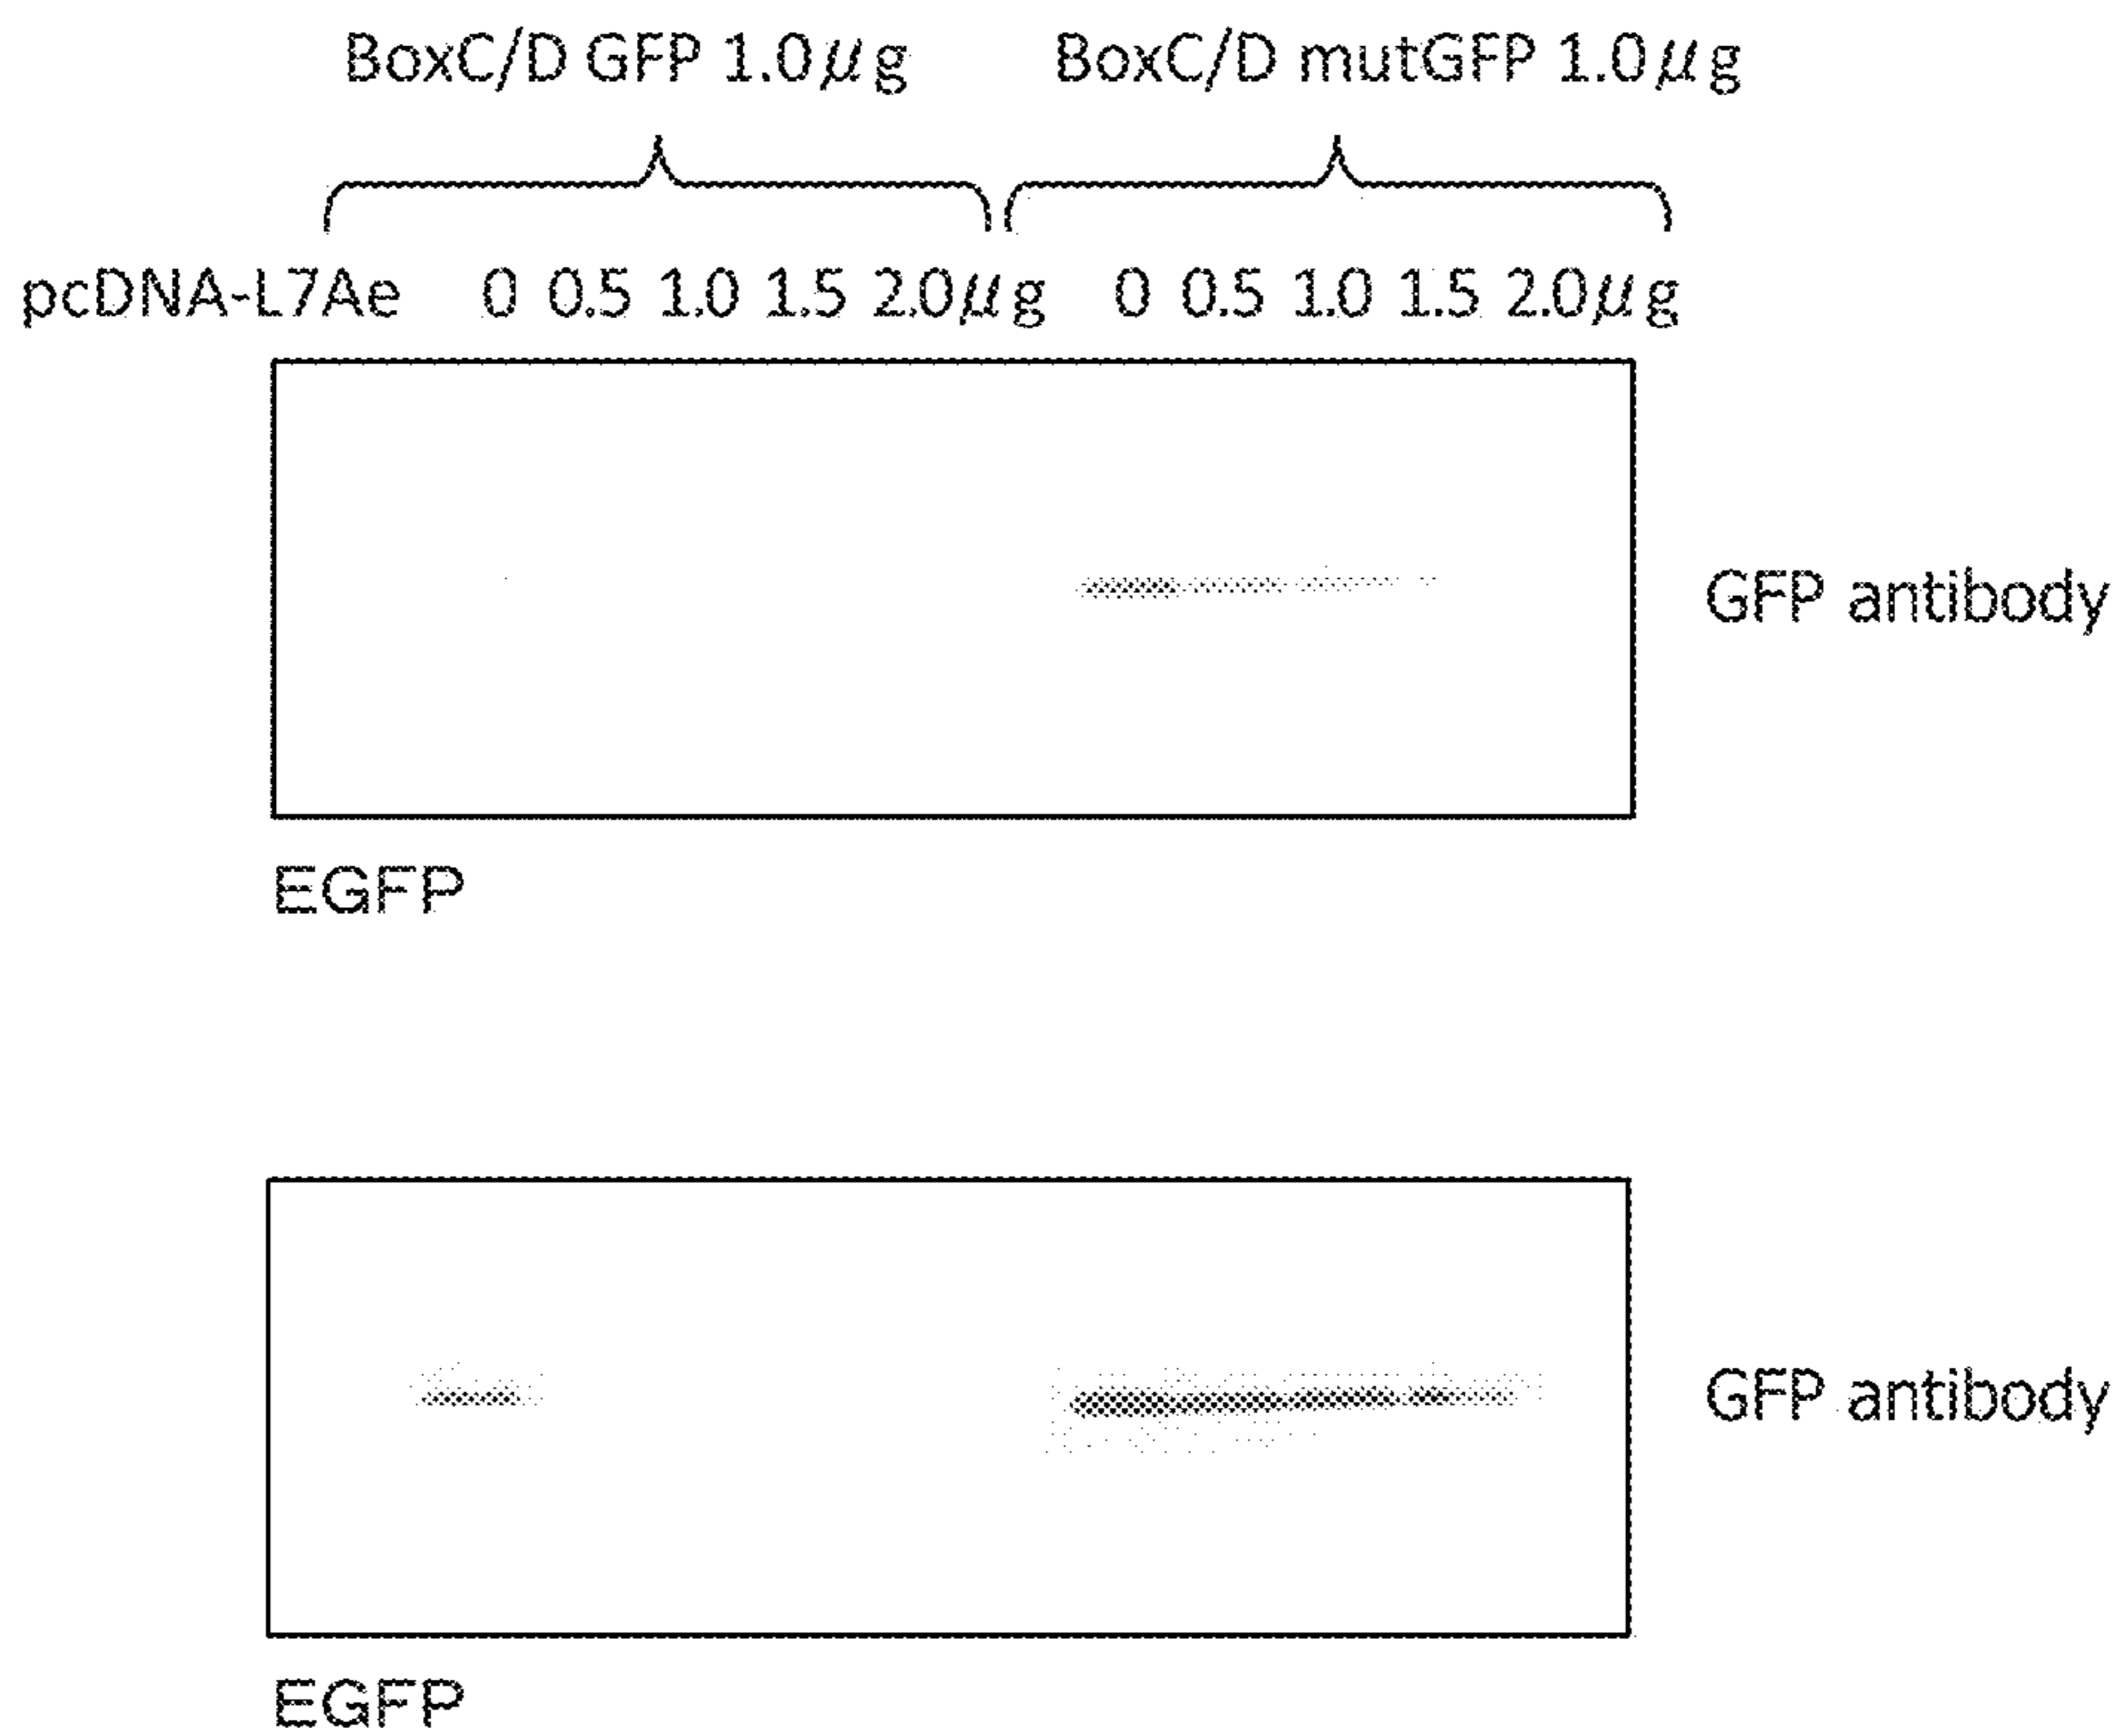 BoxC/D GFP 1.0μg BoxC/D mutGFP 1.0μg
pcDNA-L7Ae 0 0.5 1.0 1.5 2.0μg 0 0.5 1.0 1.5 2.0μg
GFP antibody
EGFP
GFP antibody
EGFP